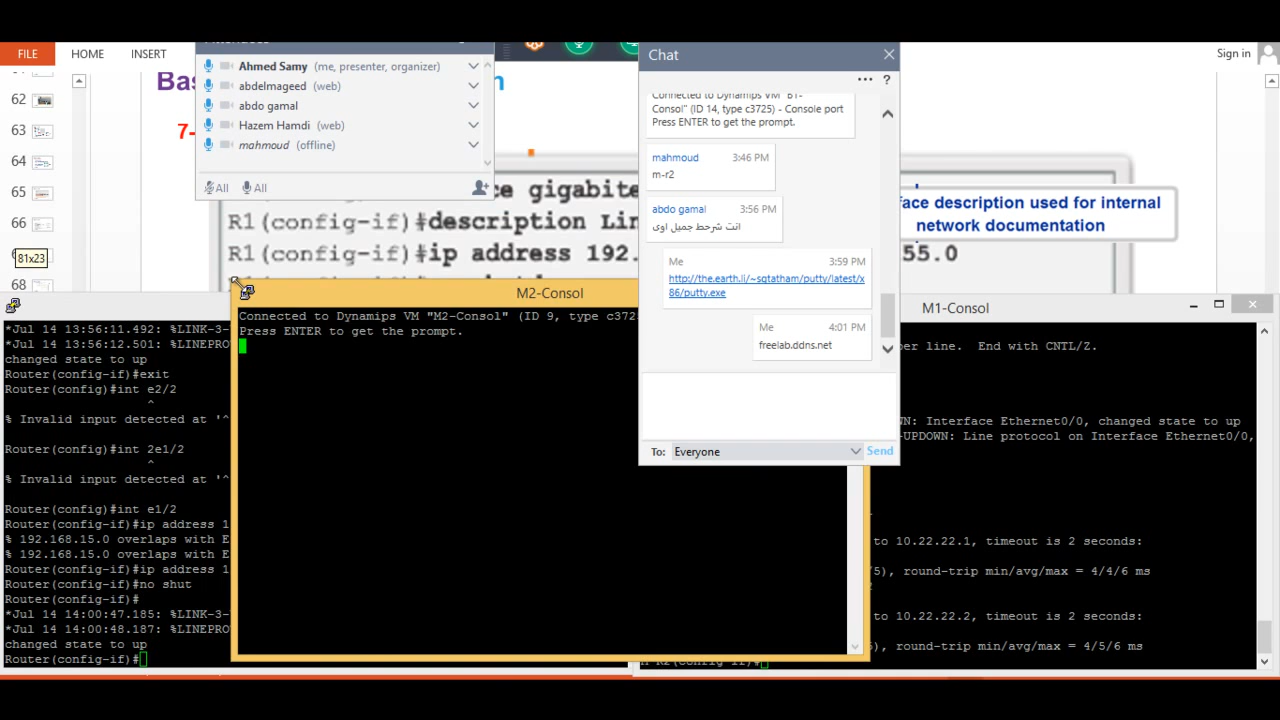 FILE
HOME
INSERT
Sign in
62
63
64
65
66
68
81x23
7-
Ahmed Samy (me, presenter, organizer)
abdelmageed (web)
abdo gamal
Hazem Hamdi (web)
mahmoud (offline)
All
All
R1(config-if)#description Lin
R1(config-if)#ip address 192.
55.0
face description used for internal
network documentation
Chat
Connected to Dynamips VM "B1-
Consol" (ID 14, type c3725) - Console port
Press ENTER to get the prompt.
mahmoud 3:46 PM
m-r2
abdo gamal 3:56 PM
انت شرحط جميل اوى
Me 3:59 PM
http://the.earth.li/~sgtatham/putty/latest/x
86/putty.exe
Me 4:01 PM
freelab.ddns.net
To: Everyone
Send
M2-Consol
Connected to Dynamips VM "M2-Consol" (ID 9, type c372
Press ENTER to get the prompt.
*Jul 14 13:56:11.492: %LINK-3-
*Jul 14 13:56:12.501: %LINEPRO
changed state to up
Router(config)#exit
Router(config)#int e2/2
^
% Invalid input detected at '^
Router(config)#int 2e1/2
^
% Invalid input detected at '^
Router(config)#int e1/2
Router(config-if)#ip address 1
% 192.168.15.0 overlaps with E
% 192.168.15.0 overlaps with E
Router(config-if)#ip address 1
Router(config-if)#no shut
Router(config-if)#
*Jul 14 14:00:47.185: %LINK-3-
*Jul 14 14:00:48.187: %LINEPRO
changed state to up
Router(config-if)#
M1-Consol
per line. End with CNTL/Z.
WN: Interface Ethernet0/0, changed state to up
-UPDOWN: Line protocol on Interface Ethernet0/0,
to 10.22.22.1, timeout is 2 seconds:
/5), round-trip min/avg/max = 4/4/6 ms
to 10.22.22.2, timeout is 2 seconds:
), round-trip min/avg/max = 4/5/6 ms
R2(config-if)#